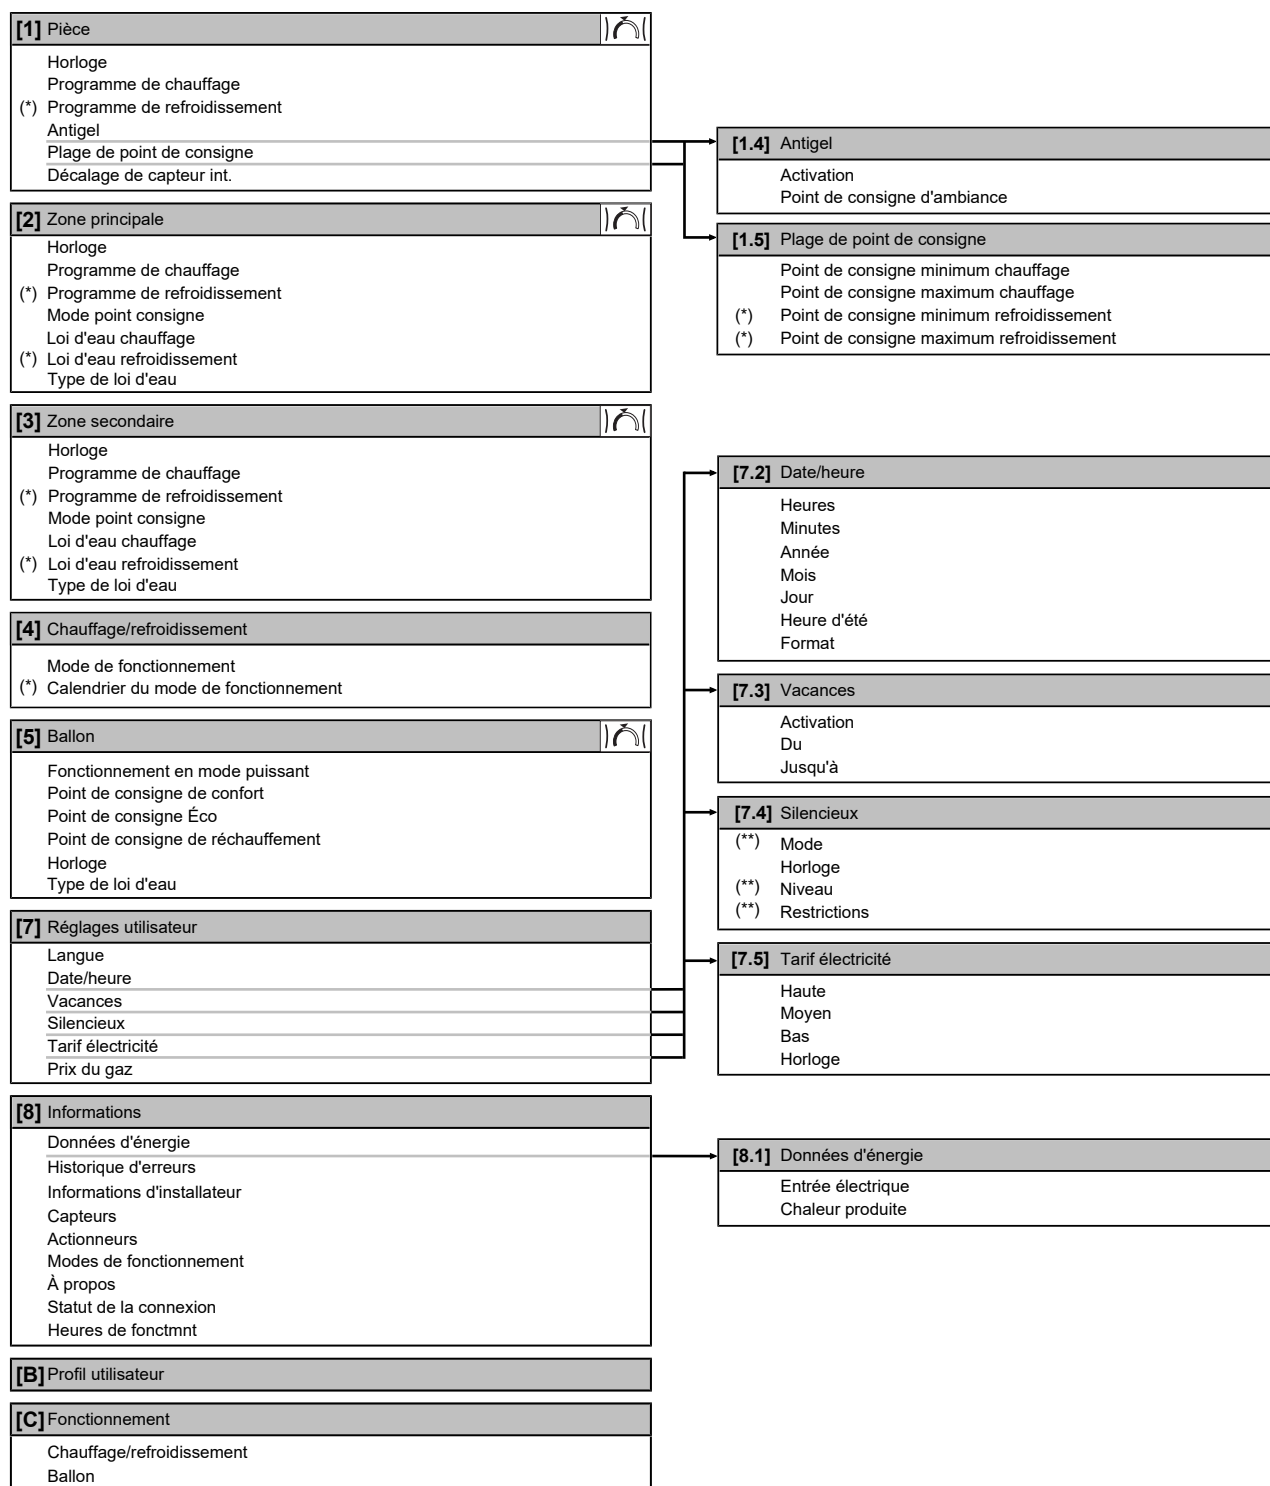 [1] Pièce
Horloge
Programme de chauffage
(*) Programme de refroidissement
Antigel
Plage de point de consigne
Décalage de capteur int.
[2] Zone principale
Horloge
Programme de chauffage
(*) Programme de refroidissement
Mode point consigne
Loi d'eau chauffage
(*) Loi d'eau refroidissement
Type de loi d'eau
[3] Zone secondaire
Horloge
Programme de chauffage
(*) Programme de refroidissement
Mode point consigne
Loi d'eau chauffage
(*) Loi d'eau refroidissement
Type de loi d'eau
[4] Chauffage/refroidissement
Mode de fonctionnement
(*) Calendrier du mode de fonctionnement
[5] Ballon
Fonctionnement en mode puissant
Point de consigne de confort
Point de consigne Éco
Point de consigne de réchauffement
Horloge
Type de loi d'eau
[7] Réglages utilisateur
Langue
Date/heure
Vacances
Silencieux
Tarif électricité
Prix du gaz
[8] Informations
Données d'énergie
Historique d'erreurs
Informations d'installateur
Capteurs
Actionneurs
Modes de fonctionnement
À propos
Statut de la connexion
Heures de fonctmnt
[B] Profil utilisateur
[C] Fonctionnement
Chauffage/refroidissement
Ballon
[1.4] Antigel
Activation
Point de consigne d'ambiance
[1.5] Plage de point de consigne
Point de consigne minimum chauffage
Point de consigne maximum chauffage
(*) Point de consigne minimum refroidissement
(*) Point de consigne maximum refroidissement
[7.2] Date/heure
Heures
Minutes
Année
Mois
Jour
Heure d'été
Format
[7.3] Vacances
Activation
Du
Jusqu'à
[7.4] Silencieux
(**) Mode
Horloge
(**) Niveau
(**) Restrictions
[7.5] Tarif électricité
Haute
Moyen
Bas
Horloge
[8.1] Données d'énergie
Entrée électrique
Chaleur produite